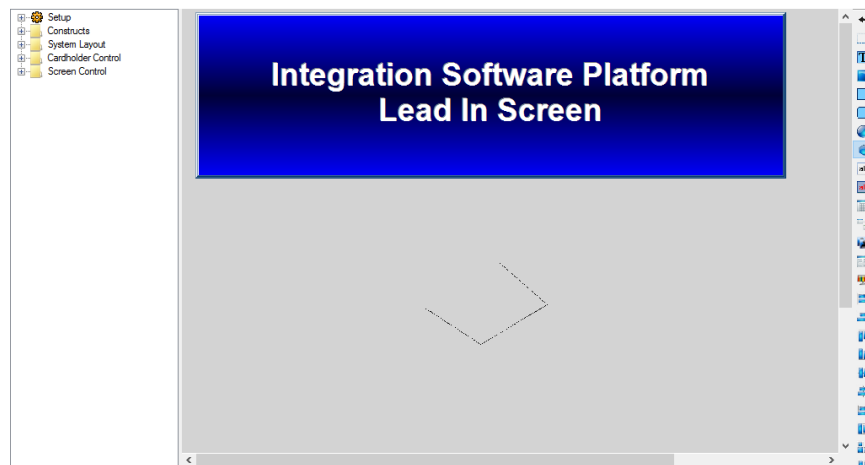 Setup
Constructs
System Layout
Cardholder Control
Screen Control
Integration Software Platform
Lead In Screen